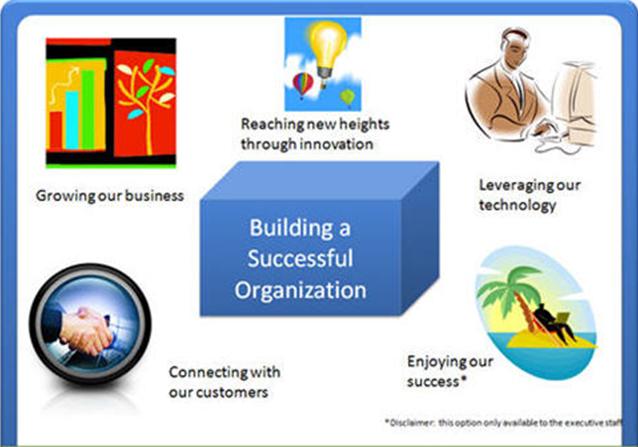 Reaching new heights
through innovation
Growing our business
Leveraging our
technology
Building a
Successful
Organization
Connecting with
our customers
Enjoying our
success*
*Disclaimer: this option only available to the executive staff